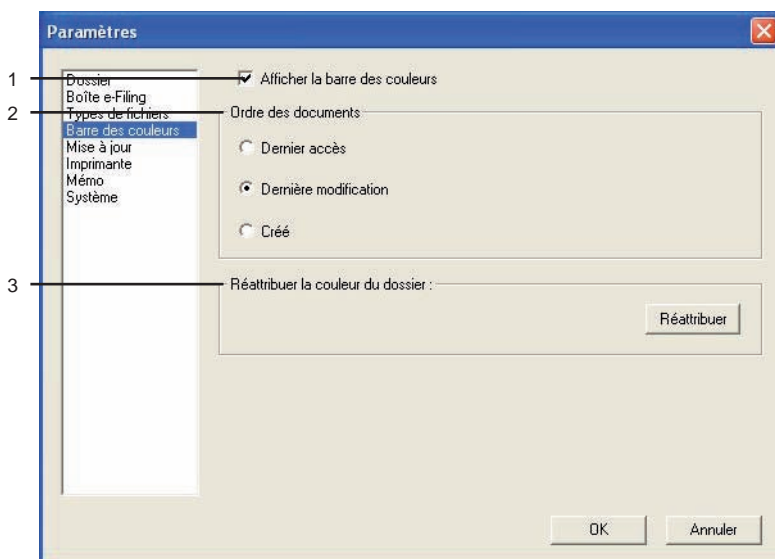 Paramètres
1
Dossier
Boîte e-Filing
2
Types de fichiers
Barre des couleurs
Mise à jour
Imprimante
Mémo
Système
Afficher la barre des couleurs
Ordre des documents
Dernier accès
Dernière modification
Créé
3
Réattribuer la couleur du dossier :
Réattribuer
OK
Annuler